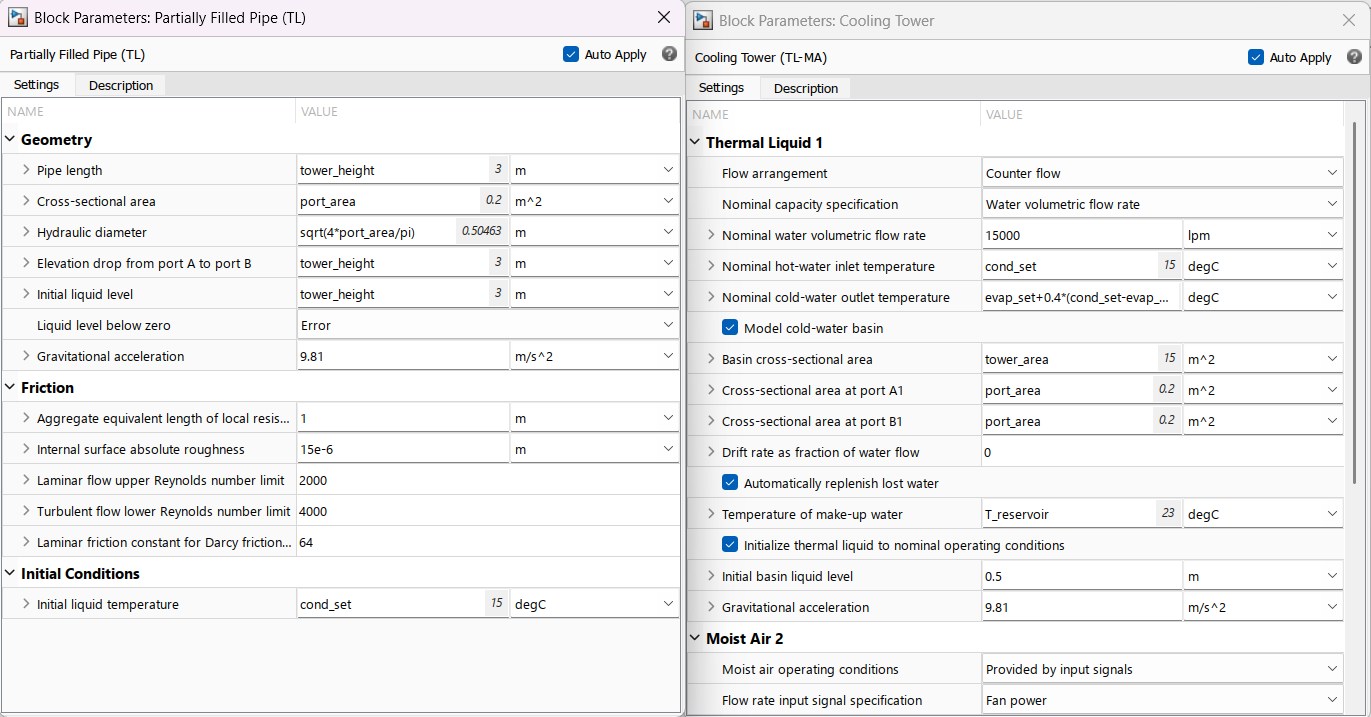 Block Parameters: Partially Filled Pipe (TL)
Partially Filled Pipe (TL) Auto Apply ?
Settings Description
NAME VALUE
Geometry
Pipe length tower_height 3 m
Cross-sectional area port_area 0.2 m^2
Hydraulic diameter sqrt(4*port_area/pi) 0.50463 m
Elevation drop from port A to port B tower_height 3 m
Initial liquid level tower_height 3 m
Liquid level below zero Error
Gravitational acceleration 9.81 m/s^2
Friction
Aggregate equivalent length of local resis... 1 m
Internal surface absolute roughness 15e-6 m
Laminar flow upper Reynolds number limit 2000
Turbulent flow lower Reynolds number limit 4000
Laminar friction constant for Darcy friction... 64
Initial Conditions
Initial liquid temperature cond_set 15 degC
Block Parameters: Cooling Tower
Cooling Tower (TL-MA) Auto Apply ?
Settings Description
NAME VALUE
Thermal Liquid 1
Flow arrangement Counter flow
Nominal capacity specification Water volumetric flow rate
Nominal water volumetric flow rate 15000 lpm
Nominal hot-water inlet temperature cond_set 15 degC
Nominal cold-water outlet temperature evap_set+0.4*(cond_set-evap_... degC
Model cold-water basin
Basin cross-sectional area tower_area 15 m^2
Cross-sectional area at port A1 port_area 0.2 m^2
Cross-sectional area at port B1 port_area 0.2 m^2
Drift rate as fraction of water flow 0
Automatically replenish lost water
Temperature of make-up water T_reservoir 23 degC
Initialize thermal liquid to nominal operating conditions
Initial basin liquid level 0.5 m
Gravitational acceleration 9.81 m/s^2
Moist Air 2
Moist air operating conditions Provided by input signals
Flow rate input signal specification Fan power